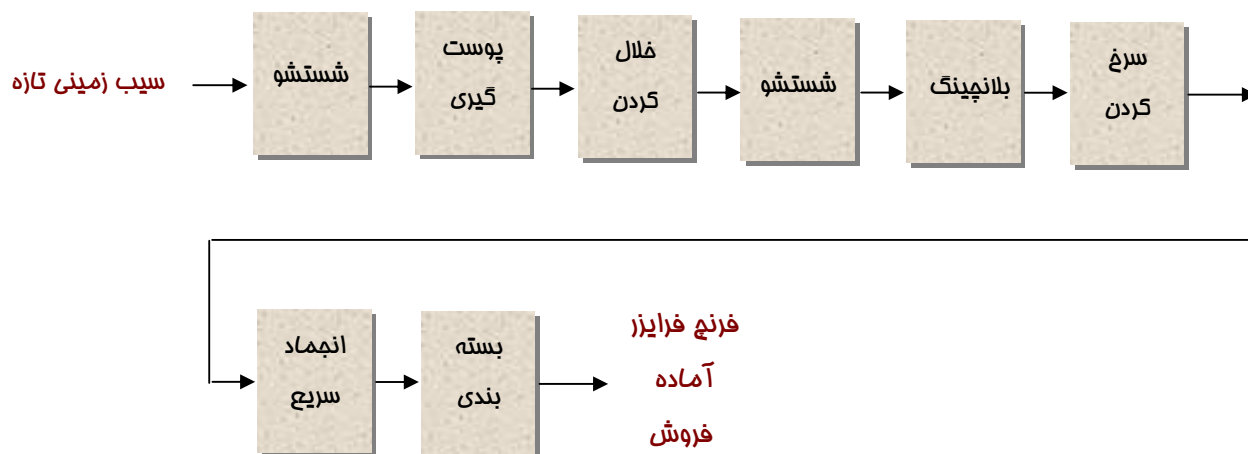 سیب زمینی تازه
شستشو
پوست
گیری
خلال
کردن
شستشو
بلانچینگ
سرخ
کردن
انجماد
سریع
بسته
بندی
فرنچ فرایزر
آماده
فروش